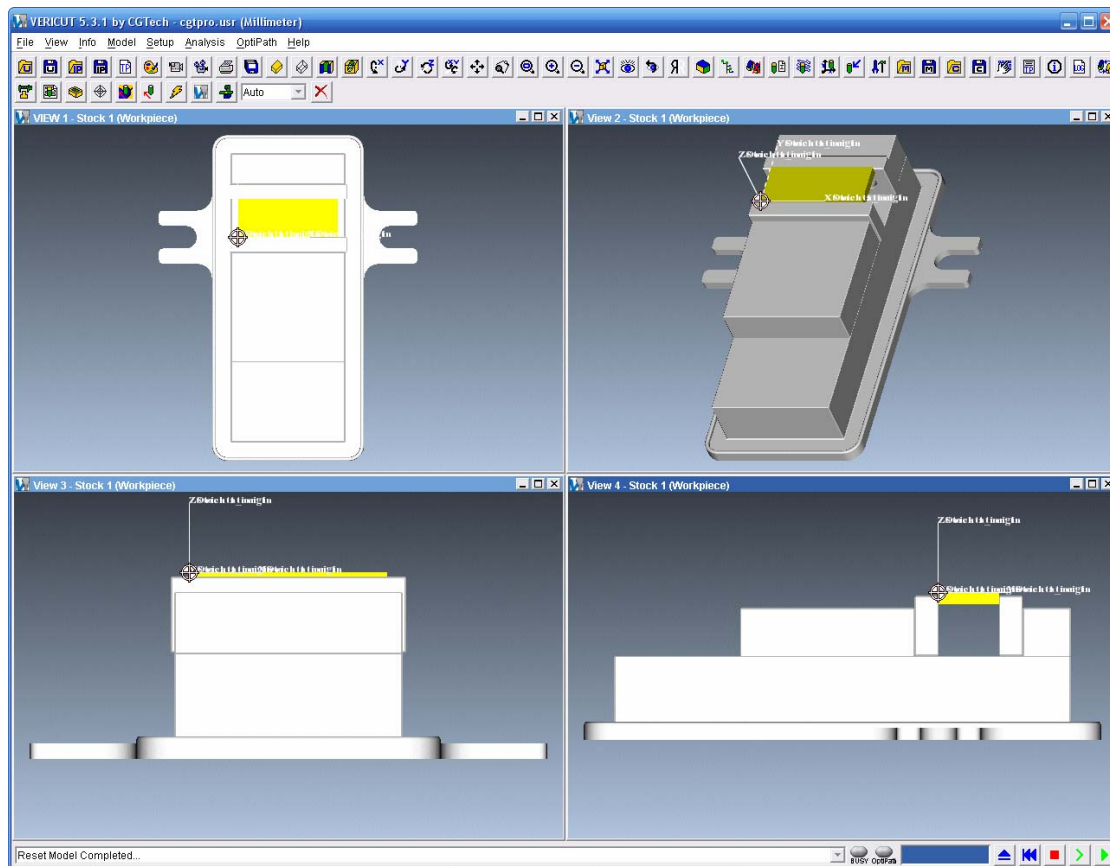 VERICUT 5.3.1 by CGTech - cgtpro.usr (Millimeter)
File View Info Model Setup Analysis OptiPath Help
Auto
VIEW 1 - Stock 1 (Workpiece)
View 2 - Stock 1 (Workpiece)
View 3 - Stock 1 (Workpiece)
View 4 - Stock 1 (Workpiece)
Reset Model Completed...
BUSY OptiPath